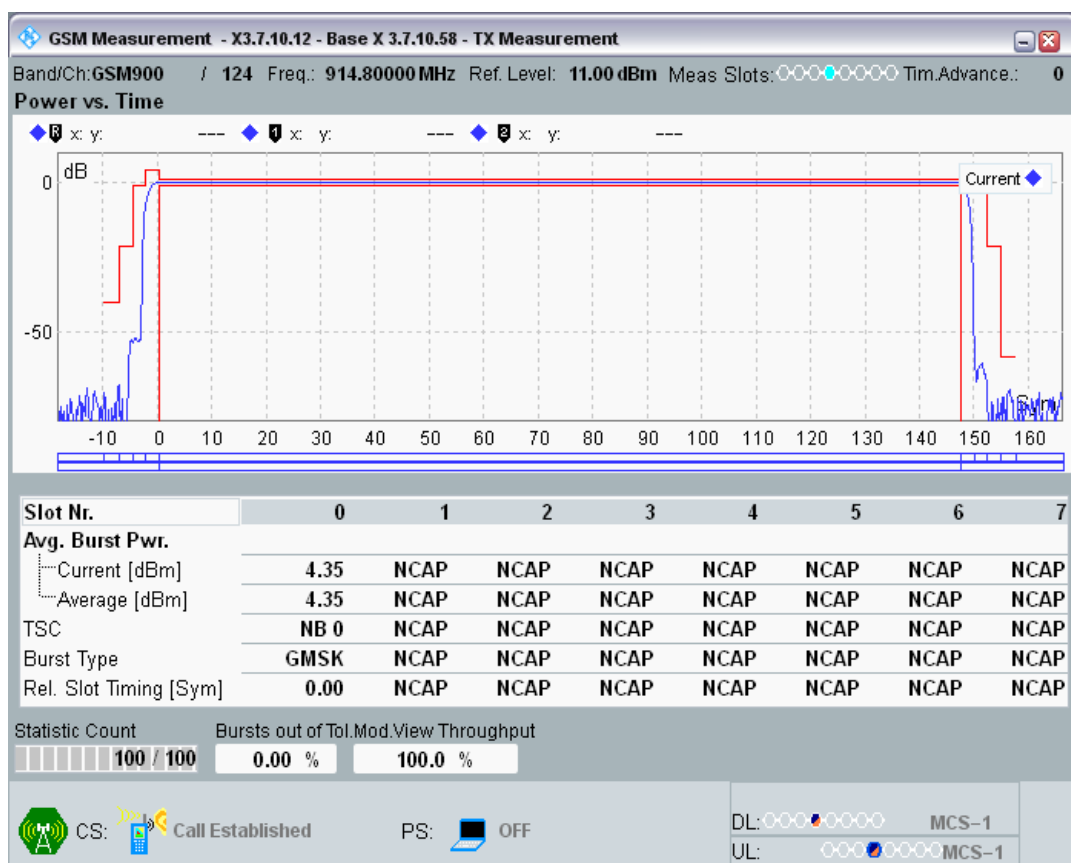 GSM Measurement - X3.7.10.12 - Base X 3.7.10.58 - TX Measurement
Band/Ch:GSM900 / 124 Freq.: 914.80000 MHz Ref. Level: 11.00 dBm Meas Slots: Tim.Advance.: 0
Power vs. Time
R x: y: --- 1 x: y: --- 2 x: y: ---
dB
Current
0
-50
Sym
-10 0 10 20 30 40 50 60 70 80 90 100 110 120 130 140 150 160
Slot Nr. 0 1 2 3 4 5 6 7
Avg. Burst Pwr.
Current [dBm] 4.35 NCAP NCAP NCAP NCAP NCAP NCAP NCAP
Average [dBm] 4.35 NCAP NCAP NCAP NCAP NCAP NCAP NCAP
TSC NB 0 NCAP NCAP NCAP NCAP NCAP NCAP NCAP
Burst Type GMSK NCAP NCAP NCAP NCAP NCAP NCAP NCAP
Rel. Slot Timing [Sym] 0.00 NCAP NCAP NCAP NCAP NCAP NCAP NCAP
Statistic Count Bursts out of Tol. Mod.View Throughput
100 / 100 0.00 % 100.0 %
CS: Call Established PS: OFF
DL: MCS-1
UL: MCS-1